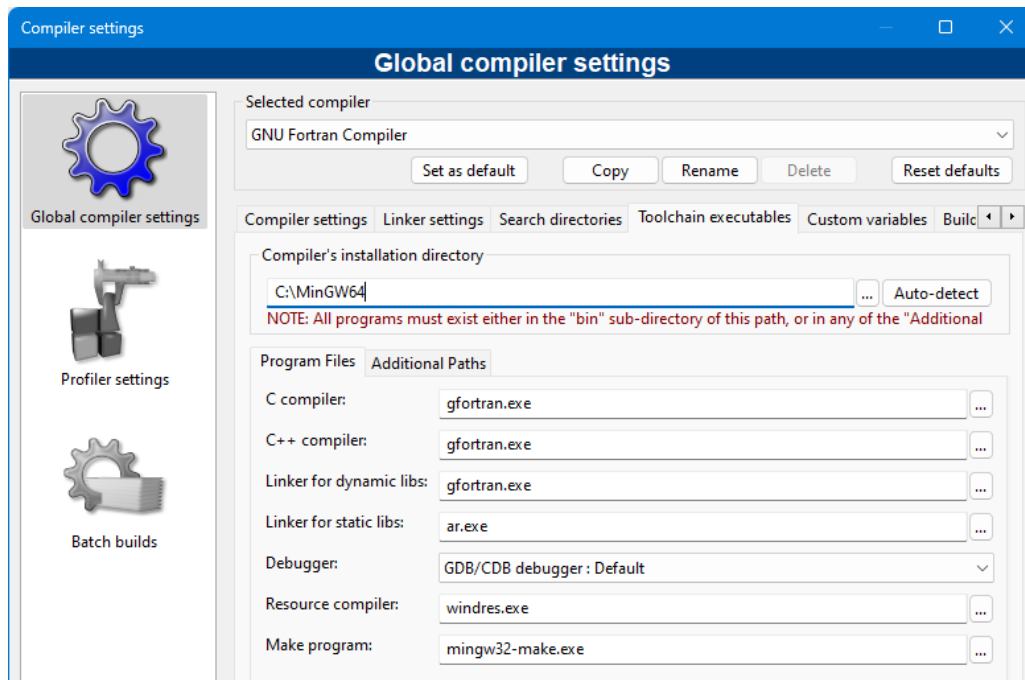 Compiler settings
Global compiler settings
Global compiler settings
Profiler settings
Batch builds
Selected compiler
GNU Fortran Compiler
Set as default
Copy
Rename
Delete
Reset defaults
Compiler settings
Linker settings
Search directories
Toolchain executables
Custom variables
Build
Compiler's installation directory
C:\MinGW64
...
Auto-detect
NOTE: All programs must exist either in the "bin" sub-directory of this path, or in any of the "Additional
Program Files
Additional Paths
C compiler:
gfortran.exe
...
C++ compiler:
gfortran.exe
...
Linker for dynamic libs:
gfortran.exe
...
Linker for static libs:
ar.exe
...
Debugger:
GDB/CDB debugger : Default
Resource compiler:
windres.exe
...
Make program:
mingw32-make.exe
...